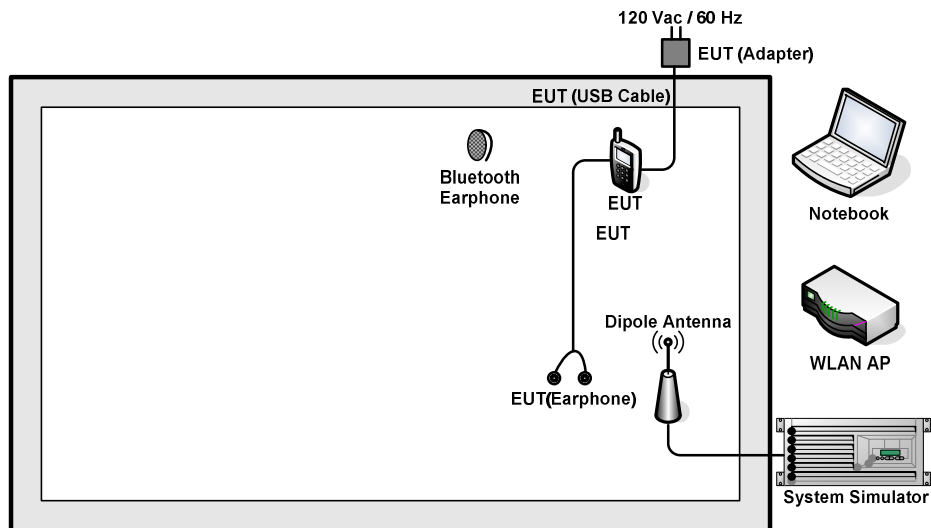 120 Vac / 60 Hz
EUT (Adapter)
EUT (USB Cable)
Bluetooth
Earphone
EUT
EUT
Notebook
Dipole Antenna
WLAN AP
EUT(Earphone)
System Simulator